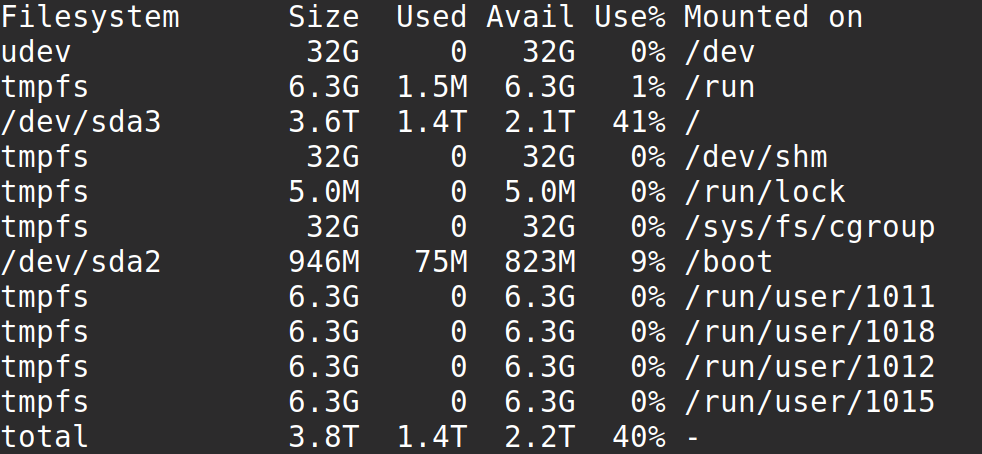 Filesystem      Size  Used Avail Use% Mounted on
udev             32G     0   32G   0% /dev
tmpfs           6.3G  1.5M  6.3G   1% /run
/dev/sda3       3.6T  1.4T  2.1T  41% /
tmpfs            32G     0   32G   0% /dev/shm
tmpfs           5.0M     0  5.0M   0% /run/lock
tmpfs            32G     0   32G   0% /sys/fs/cgroup
/dev/sda2       946M   75M  823M   9% /boot
tmpfs           6.3G     0  6.3G   0% /run/user/1011
tmpfs           6.3G     0  6.3G   0% /run/user/1018
tmpfs           6.3G     0  6.3G   0% /run/user/1012
tmpfs           6.3G     0  6.3G   0% /run/user/1015
total           3.8T  1.4T  2.2T  40% -